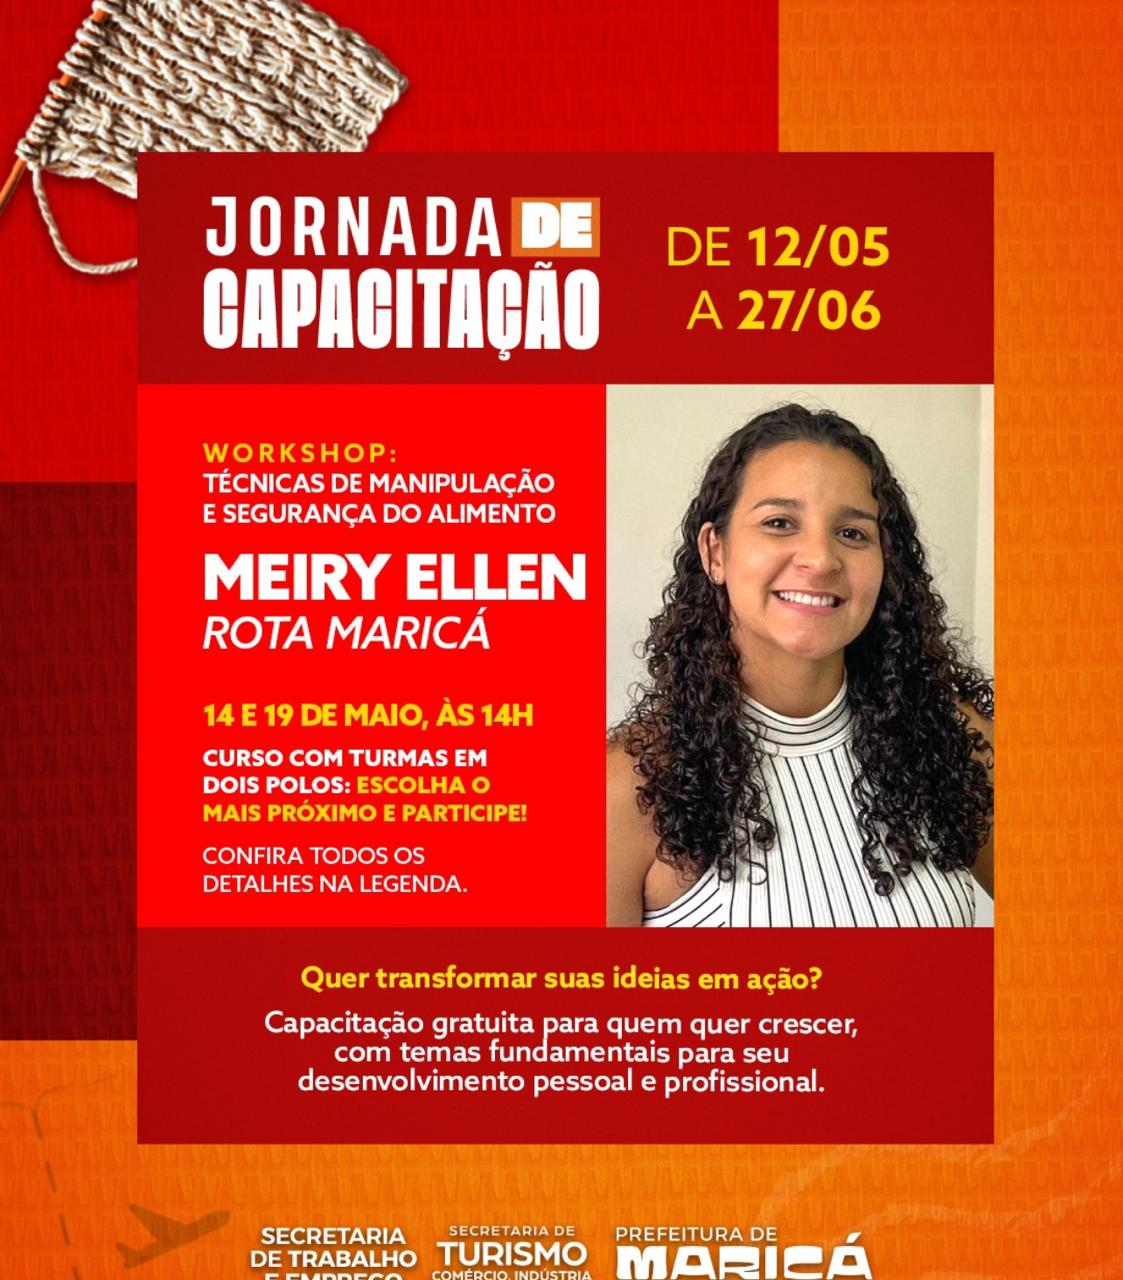 JORNADA DE
CAPACITAÇÃO
DE 12/05
A 27/06
WORKSHOP:
TÉCNICAS DE MANIPULAÇÃO
E SEGURANÇA DO ALIMENTO
MEIRY ELLEN
ROTA MARICÁ
14 E 19 DE MAIO, ÀS 14H
CURSO COM TURMAS EM
DOIS POLOS: ESCOLHA O
MAIS PRÓXIMO E PARTICIPE!
CONFIRA TODOS OS
DETALHES NA LEGENDA.
Quer transformar suas ideias em ação?
Capacitação gratuita para quem quer crescer,
com temas fundamentais para seu
desenvolvimento pessoal e profissional.
SECRETARIA
DE TRABALHO
E EMPREGO
SECRETARIA DE
TURISMO
COMÉRCIO, INDÚSTRIA
PREFEITURA DE
MARICÁ